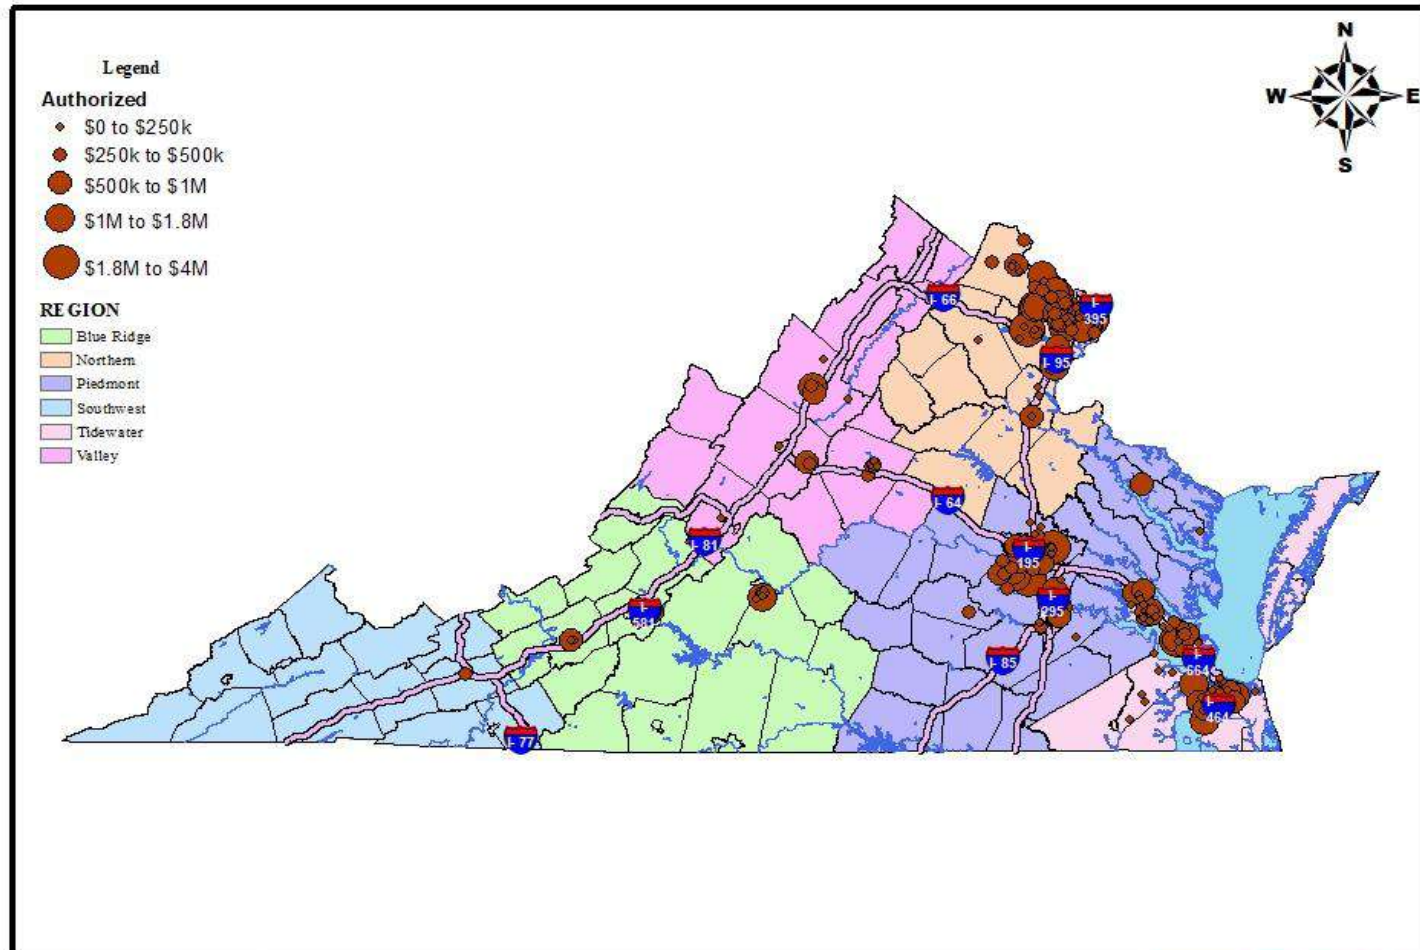 N
W E
S
Legend
Authorized
$0 to $250k
$250k to $500k
$500k to $1M
$1M to $1.8M
$1.8M to $4M
REGION
Blue Ridge
Northern
Piedmont
Southwest
Tidewater
Valley
I- 66
I-
395
I- 95
I- 64
I- 81
I-
195
I-
295
I-
581
I- 85
I-
664
I-
464
I- 77